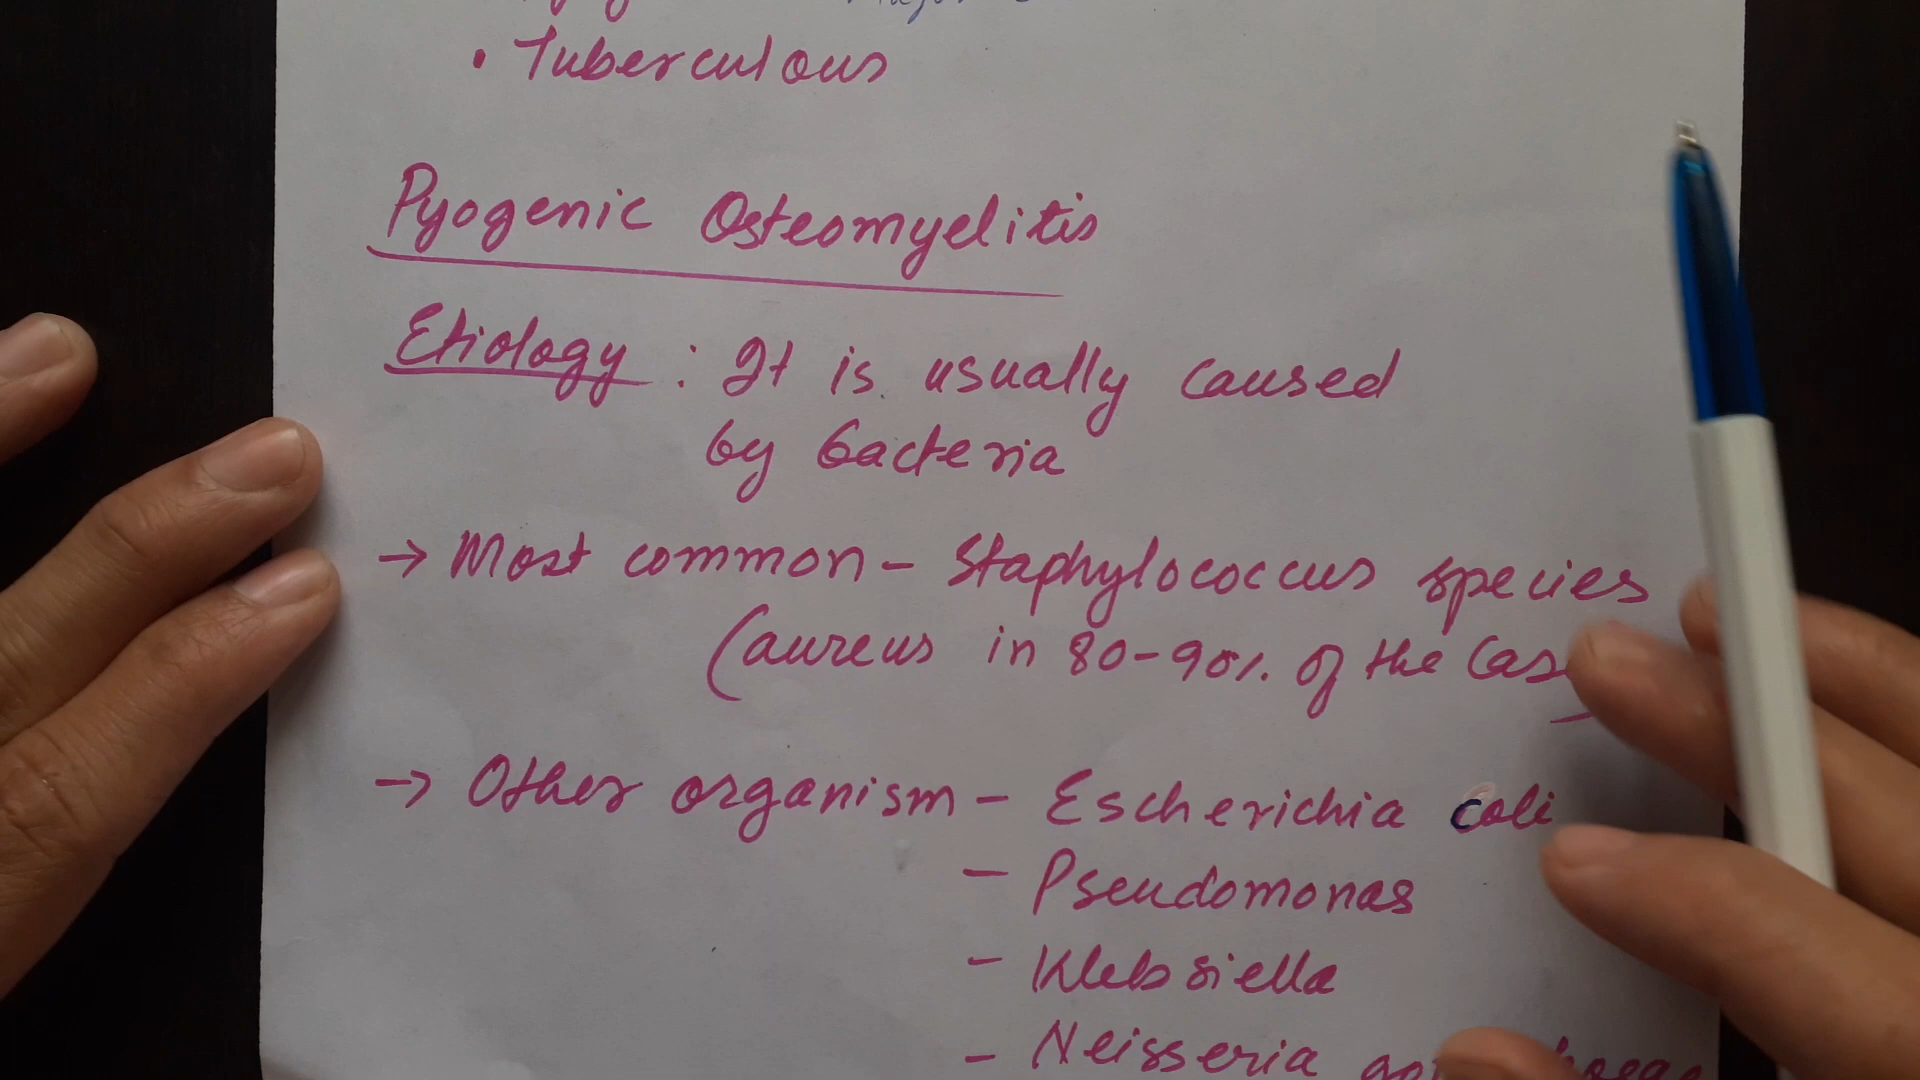 • Tuberculous
Pyogenic Osteomyelitis
Etiology : It is usually caused
by bacteria
→ Most common - Staphylococcus species
(aureus in 80-90% of the
→ Other organism - Escherichia coli
- Pseudomonas
- Klebsiella
- Neisseria